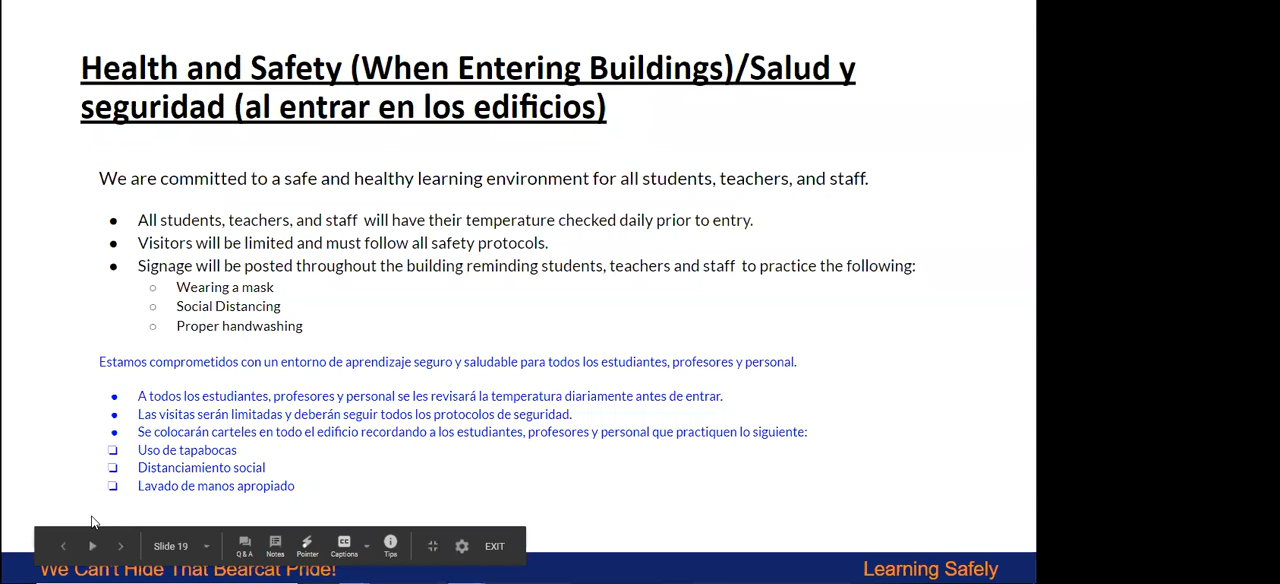 Health and Safety (When Entering Buildings)/Salud y
seguridad (al entrar en los edificios)
We are committed to a safe and healthy learning environment for all students, teachers, and staff.
● All students, teachers, and staff will have their temperature checked daily prior to entry.
● Visitors will be limited and must follow all safety protocols.
● Signage will be posted throughout the building reminding students, teachers and staff to practice the following:
○ Wearing a mask
○ Social Distancing
○ Proper handwashing
Estamos comprometidos con un entorno de aprendizaje seguro y saludable para todos los estudiantes, profesores y personal.
● A todos los estudiantes, profesores y personal se les revisará la temperatura diariamente antes de entrar.
● Las visitas serán limitadas y deberán seguir todos los protocolos de seguridad.
● Se colocarán carteles en todo el edificio recordando a los estudiantes, profesores y personal que practiquen lo siguiente:
❏ Uso de tapabocas
❏ Distanciamiento social
❏ Lavado de manos apropiado
Slide 19 Q&A Notes Pointer CC Captions Tips EXIT
We Can't Hide That Bearcat Pride! Learning Safely